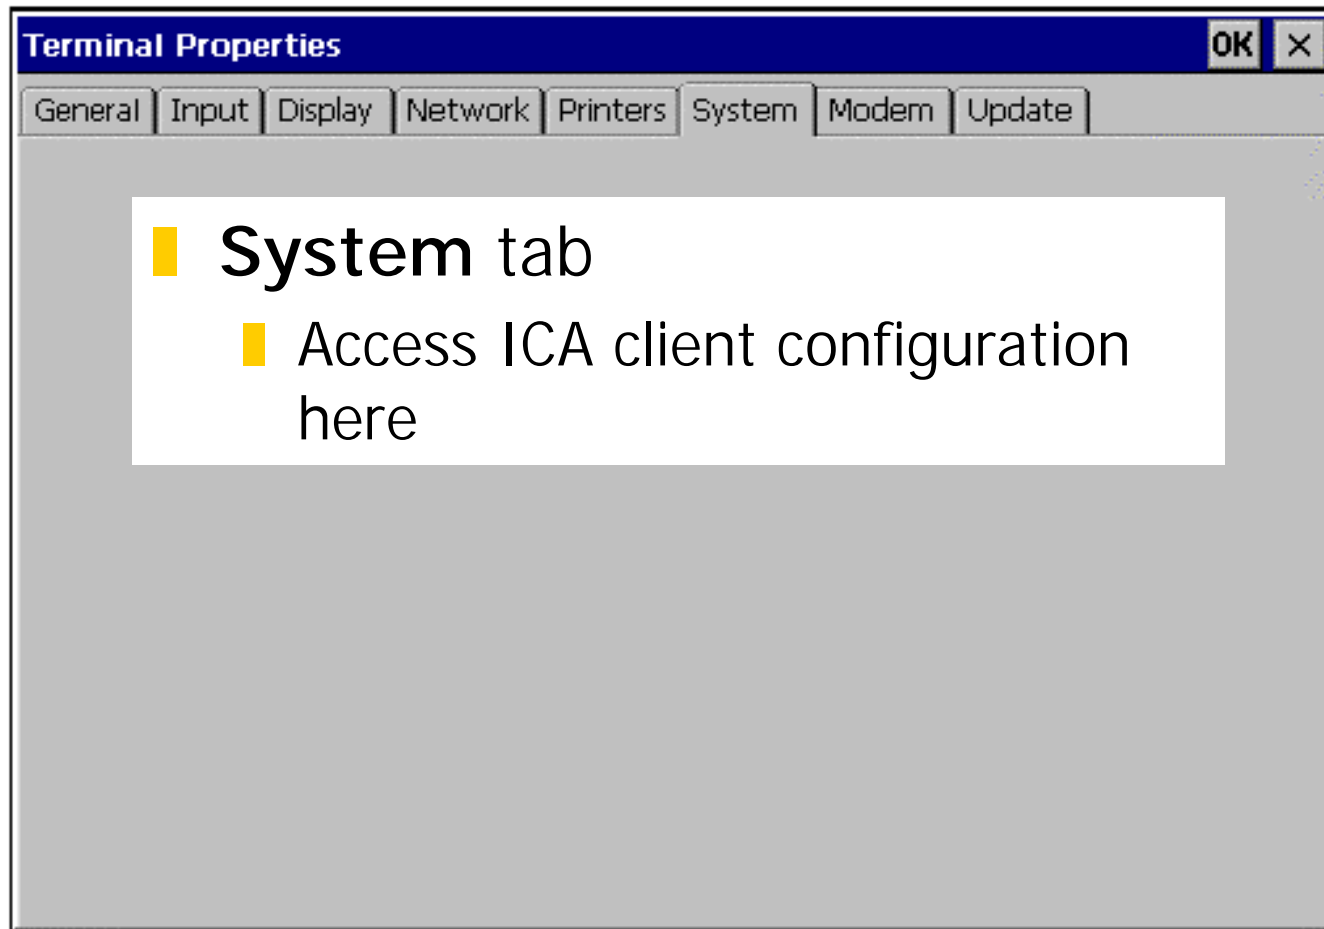 Terminal Properties OK ×
General Input Display Network Printers System Modem Update
System tab
Access ICA client configuration
here